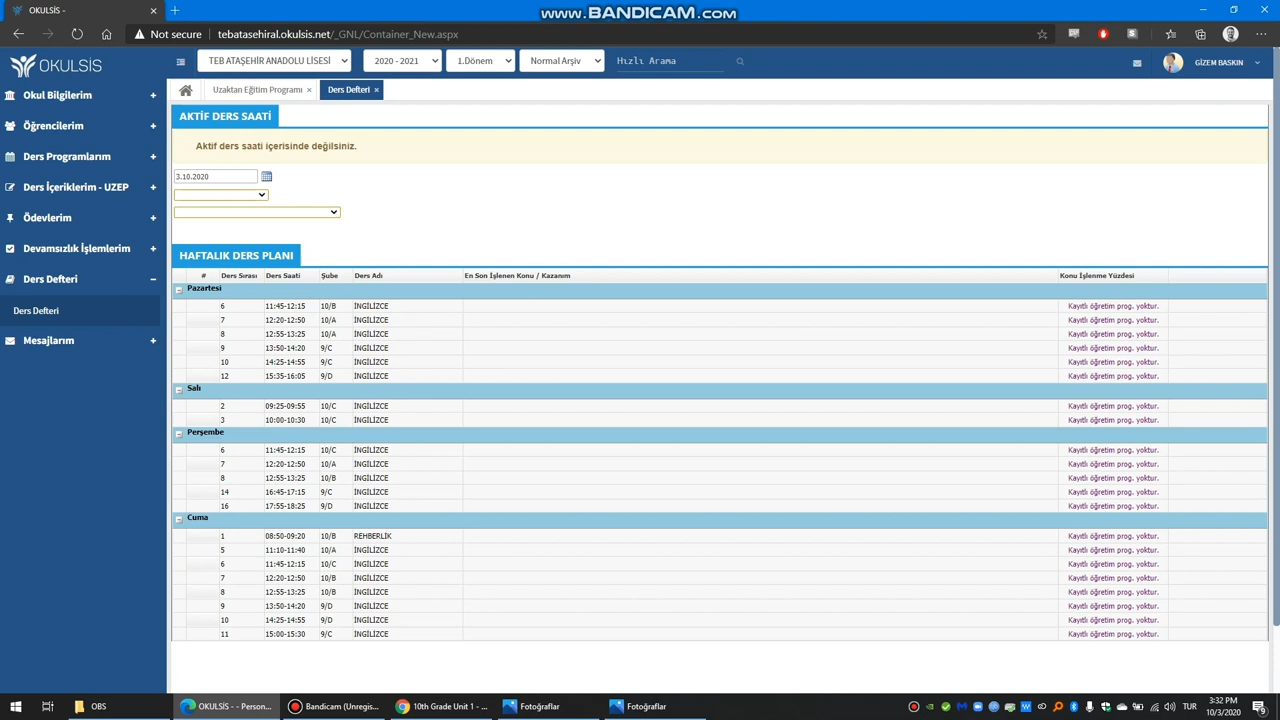 OKULSİS -
www.BANDICAM.com
Not secure | tebatasehir.okulsis.net/_GNL/Container_New.aspx
OKULSİS
TEB ATAŞEHİR ANADOLU LİSESİ 2020 - 2021 1.Dönem Normal Arşiv Hızlı Arama GİZEM BASKIN
Uzaktan Eğitim Programı × Ders Defteri ×
Okul Bilgilerim +
Öğrencilerim +
Ders Programlarım +
Ders İçeriklerim - UZEP +
Ödevlerim +
Devamsızlık İşlemlerim +
Ders Defteri −
Ders Defteri
Mesajlarım +
AKTİF DERS SAATİ
Aktif ders saati içerisinde değilsiniz.
3.10.2020
HAFTALIK DERS PLANI
# Ders Sırası Ders Saati Şube Ders Adı En Son İşlenen Konu / Kazanım Konu İşlenme Yüzdesi
Pazartesi
6 11:45-12:15 10/B İNGİLİZCE Kayıtlı öğretim prog. yoktur.
7 12:20-12:50 10/A İNGİLİZCE Kayıtlı öğretim prog. yoktur.
8 12:55-13:25 10/A İNGİLİZCE Kayıtlı öğretim prog. yoktur.
9 13:50-14:20 9/C İNGİLİZCE Kayıtlı öğretim prog. yoktur.
10 14:25-14:55 9/C İNGİLİZCE Kayıtlı öğretim prog. yoktur.
12 15:35-16:05 9/D İNGİLİZCE Kayıtlı öğretim prog. yoktur.
Salı
2 09:25-09:55 10/C İNGİLİZCE Kayıtlı öğretim prog. yoktur.
3 10:00-10:30 10/C İNGİLİZCE Kayıtlı öğretim prog. yoktur.
Perşembe
6 11:45-12:15 10/C İNGİLİZCE Kayıtlı öğretim prog. yoktur.
7 12:20-12:50 10/A İNGİLİZCE Kayıtlı öğretim prog. yoktur.
8 12:55-13:25 10/B İNGİLİZCE Kayıtlı öğretim prog. yoktur.
14 16:45-17:15 9/C İNGİLİZCE Kayıtlı öğretim prog. yoktur.
16 17:55-18:25 9/D İNGİLİZCE Kayıtlı öğretim prog. yoktur.
Cuma
1 08:50-09:20 10/B REHBERLİK Kayıtlı öğretim prog. yoktur.
5 11:10-11:40 10/A İNGİLİZCE Kayıtlı öğretim prog. yoktur.
6 11:45-12:15 10/C İNGİLİZCE Kayıtlı öğretim prog. yoktur.
7 12:20-12:50 10/B İNGİLİZCE Kayıtlı öğretim prog. yoktur.
8 12:55-13:25 10/B İNGİLİZCE Kayıtlı öğretim prog. yoktur.
9 13:50-14:20 9/D İNGİLİZCE Kayıtlı öğretim prog. yoktur.
10 14:25-14:55 9/D İNGİLİZCE Kayıtlı öğretim prog. yoktur.
11 15:00-15:30 9/C İNGİLİZCE Kayıtlı öğretim prog. yoktur.
OBS OKULSİS - - Person... Bandicam (Unregis... 10th Grade Unit 1 - ... Fotoğraflar Fotoğraflar TUR 3:32 PM
10/3/2020